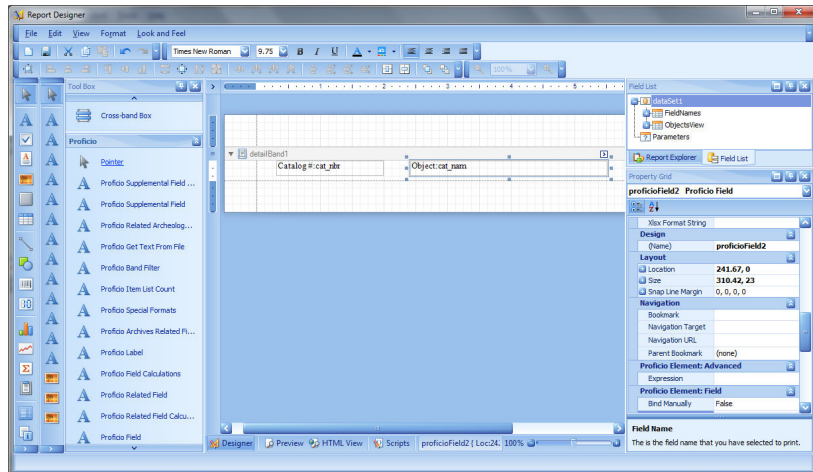 Report Designer
File Edit View Format Look and Feel
Times New Roman 9.75 B I U A
100%
Tool Box
Cross-band Box
Proficio
Pointer
Proficio Supplemental Field ...
Proficio Supplemental Field
Proficio Related Archeolog...
Proficio Get Text From File
Proficio Band Filter
Proficio Item List Count
Proficio Special Formats
Proficio Archives Related Fi...
Proficio Label
Proficio Field Calculations
Proficio Related Field
Proficio Related Field Calcu...
Proficio Field
1 2 3 4 5
detailBand1
Catalog #:cat_nbr Object:cat_nam
Designer Preview HTML View Scripts proficioField2 { Loc:24. 100%
Field List
dataSet1
FieldNames
ObjectsView
Parameters
Report Explorer Field List
Property Grid
proficioField2 Proficio Field
Xlsx Format String
Design
(Name) proficioField2
Layout
Location 241.67, 0
Size 310.42, 23
Snap Line Margin 0, 0, 0, 0
Navigation
Bookmark
Navigation Target
Navigation URL
Parent Bookmark (none)
Proficio Element: Advanced
Expression
Proficio Element: Field
Bind Manually False
Field Name
The is the field name that you have selected to print.